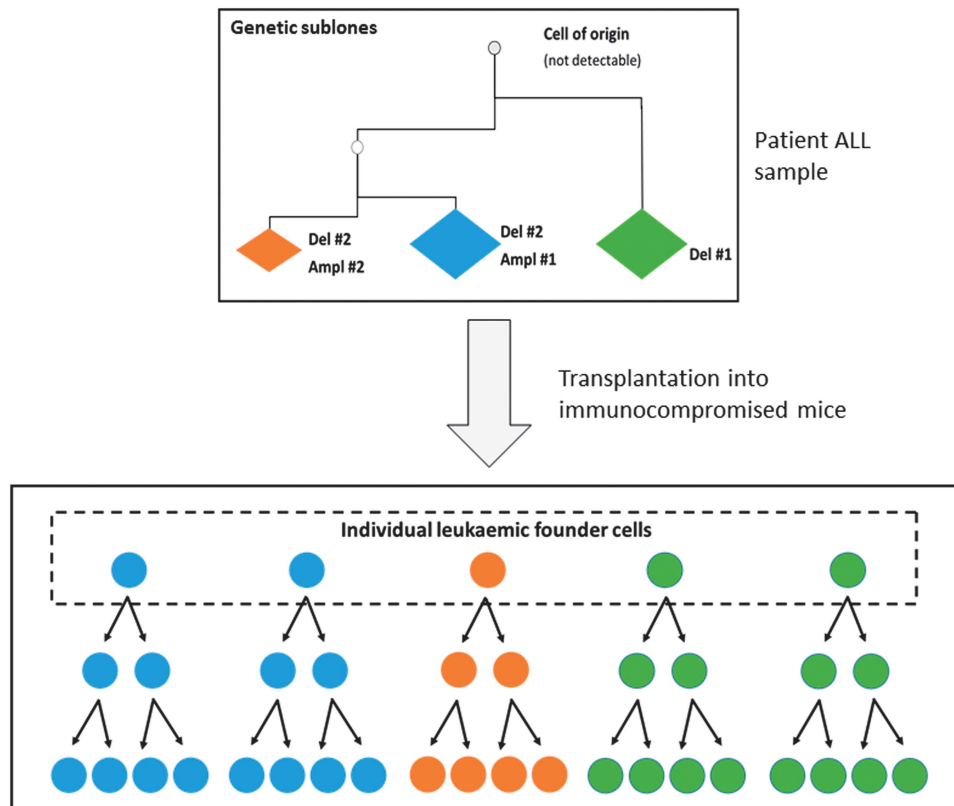 Genetic sublones
Cell of origin
(not detectable)
Patient ALL
sample
Del #2
Ampl #2
Del #2
Ampl #1
Del #1
Transplantation into
immunocompromised mice
Individual leukaemic founder cells